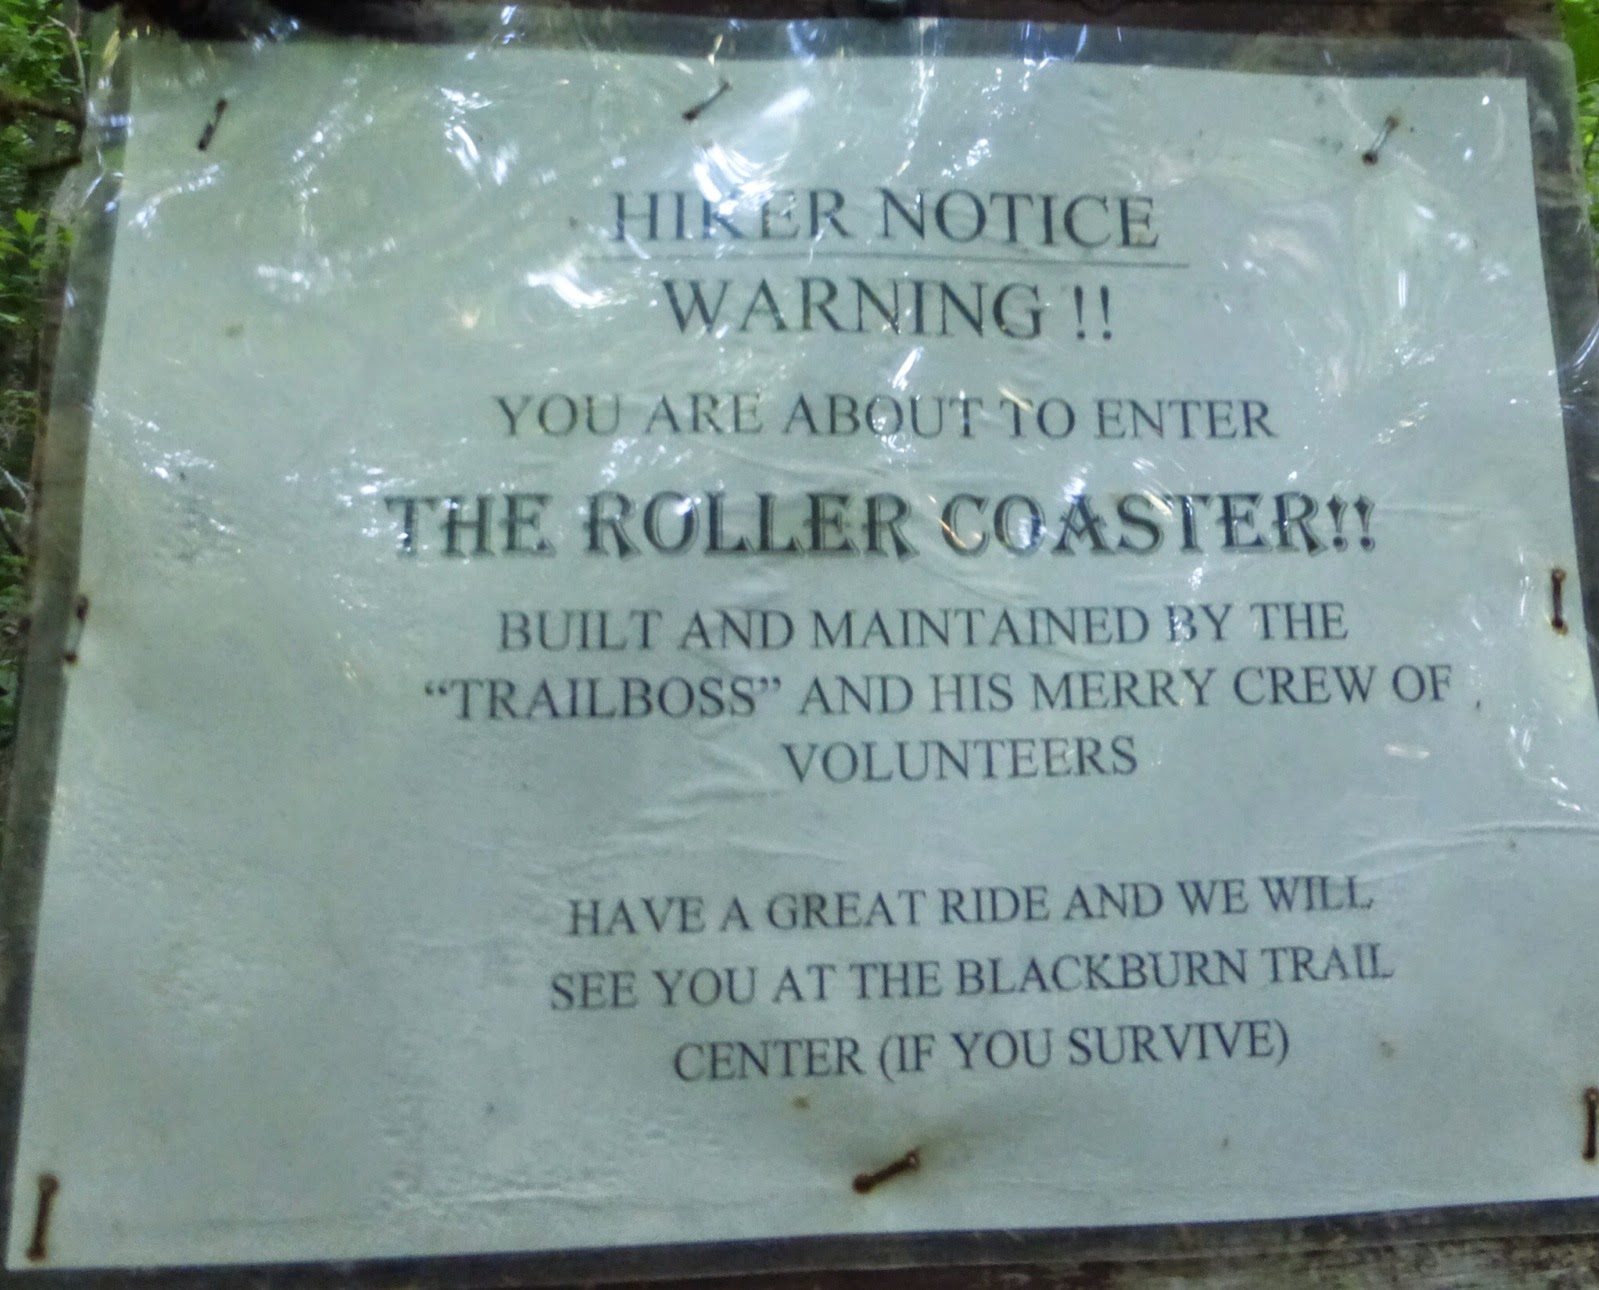 HIKER NOTICE
WARNING !!
YOU ARE ABOUT TO ENTER
THE ROLLER COASTER!!
BUILT AND MAINTAINED BY THE
“TRAILBOSS” AND HIS MERRY CREW OF
VOLUNTEERS
HAVE A GREAT RIDE AND WE WILL
SEE YOU AT THE BLACKBURN TRAIL
CENTER (IF YOU SURVIVE)